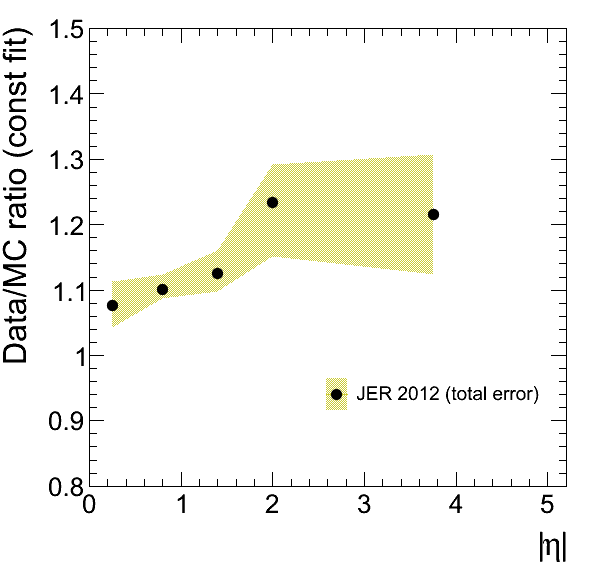 Data/MC ratio (const fit)
1.5
1.4
1.3
1.2
1.1
1
0.9
0.8
JER 2012 (total error)
0 1 2 3 4 5
|η|